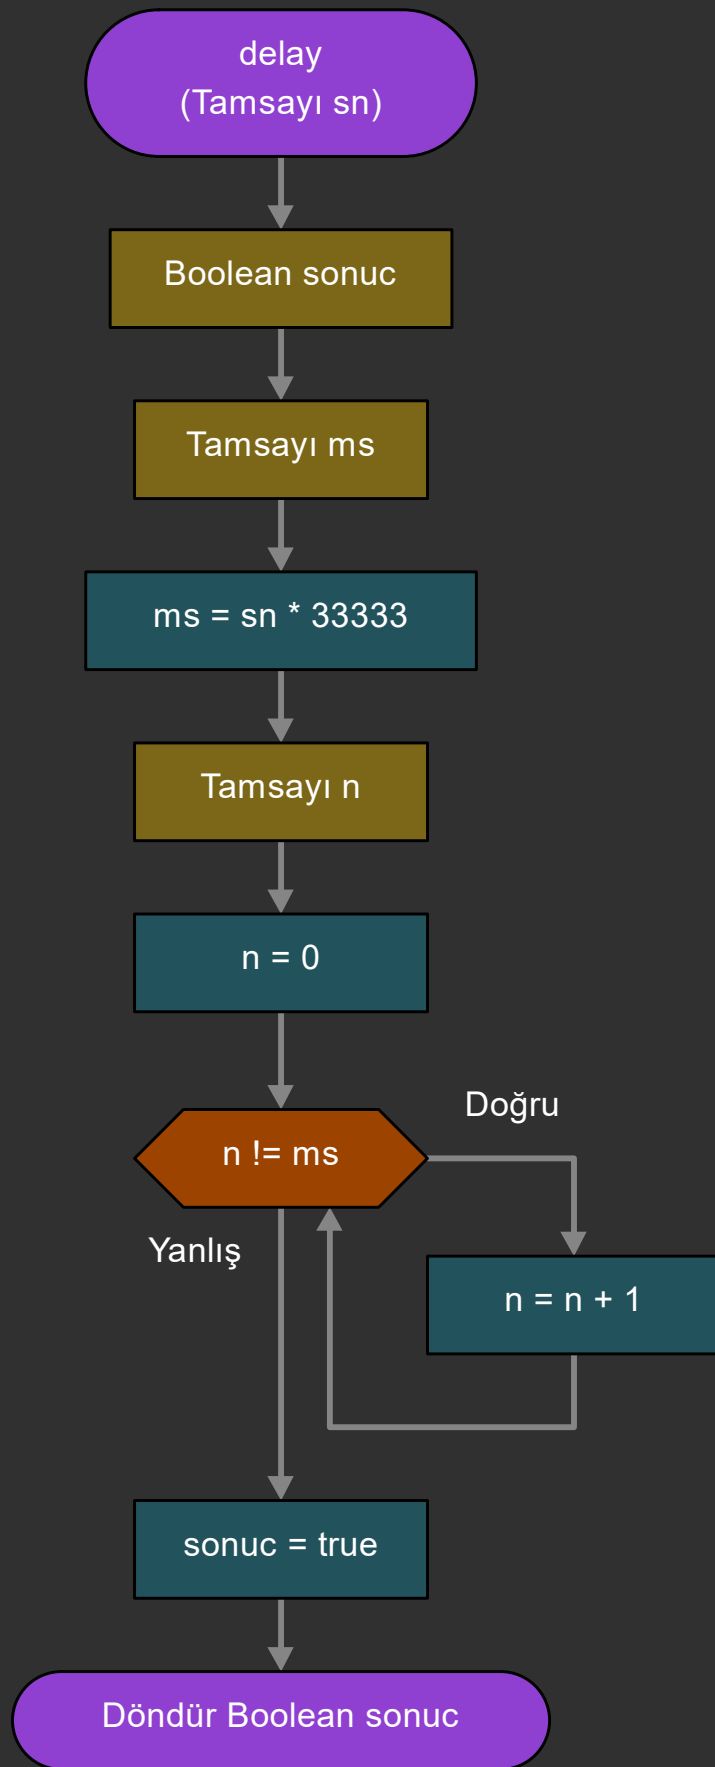 delay
(Tamsayı sn)
Boolean sonuc
Tamsayı ms
ms = sn * 33333
Tamsayı n
n = 0
n != ms
Doğru
Yanlış
n = n + 1
sonuc = true
Döndür Boolean sonuc